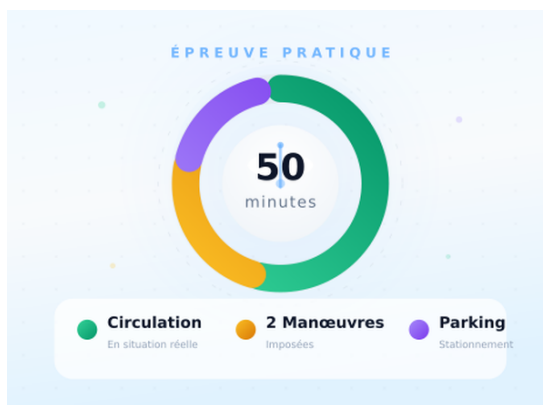 ÉPREUVE PRATIQUE
50
minutes
Circulation
En situation réelle
2 Manœuvres
Imposées
Parking
Stationnement